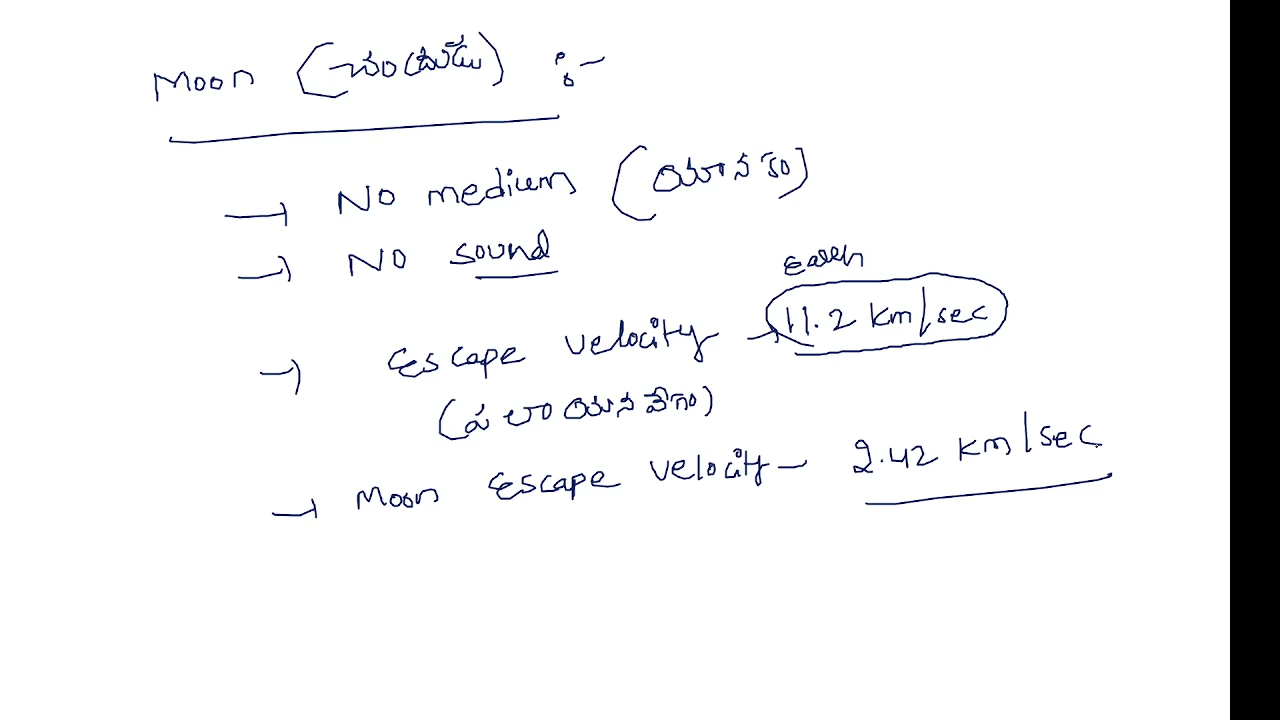 Moon (చంద్రుడు) :-
→ No medium (యానకం)
→ No sound
Earth
→ Escape velocity → 11.2 km/sec
(పలాయనవేగం)
→ Moon Escape velocity - 2.42 km/sec